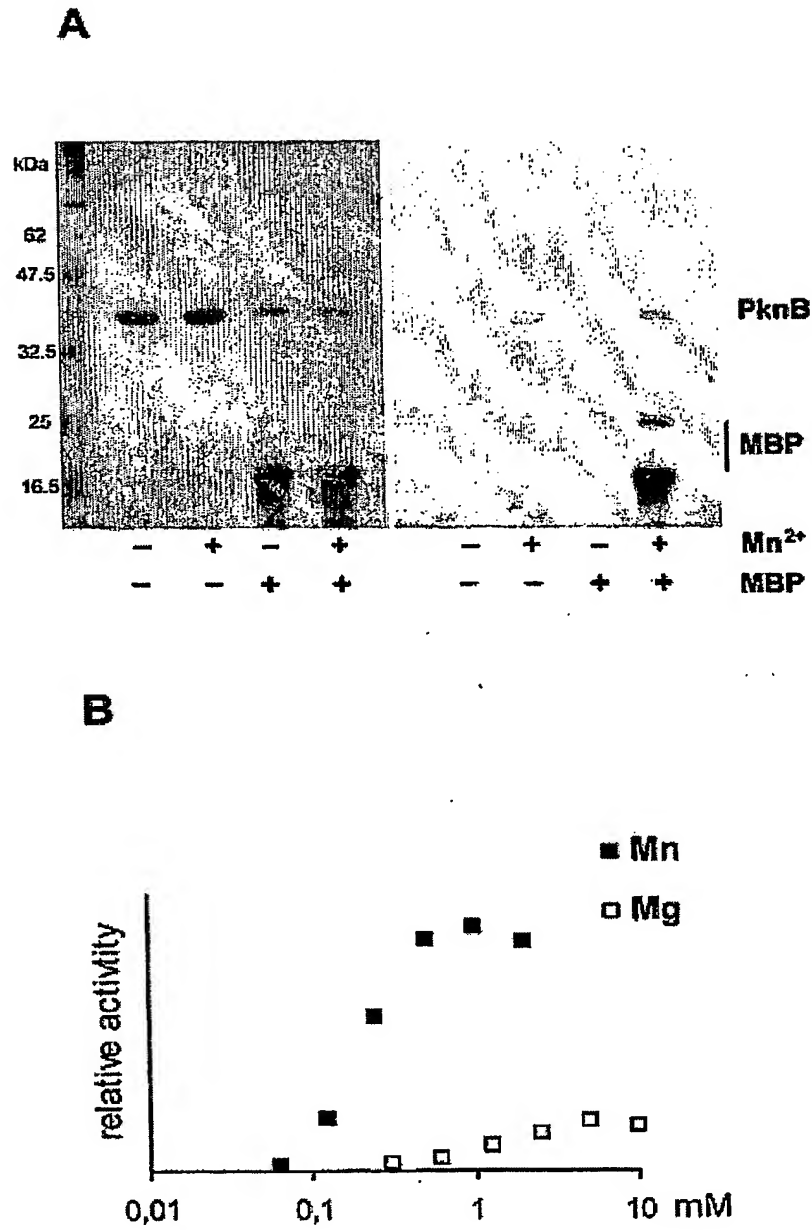 A
kDa
62
47.5
32.5
25
16.5
PknB
MBP
− + − + − + − + Mn²⁺
− − + + − − + + MBP
B
■ Mn
□ Mg
relative activtity
0,01 0,1 1 10 mM